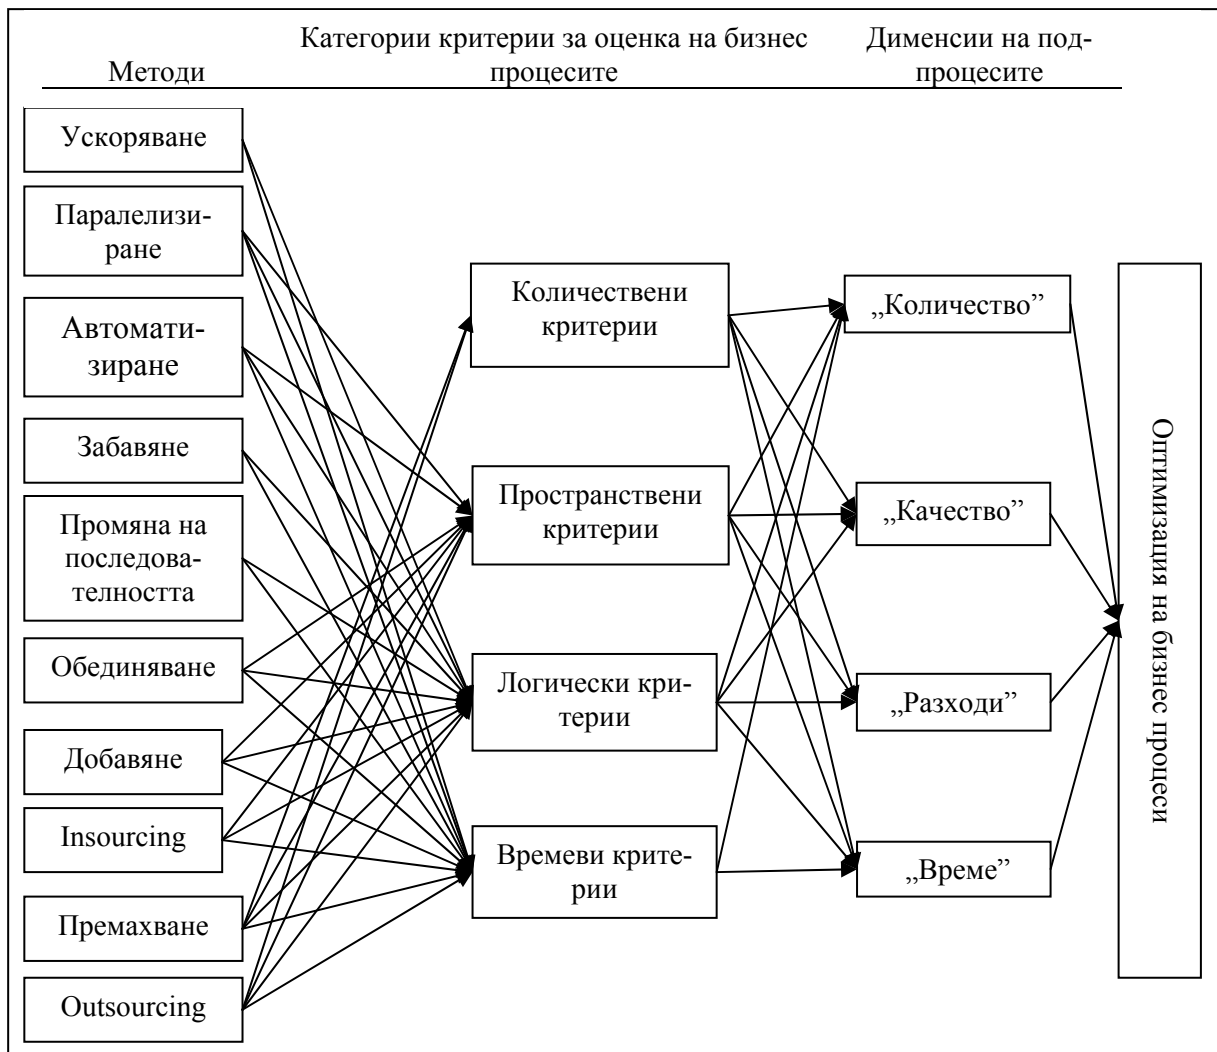 Методи
Категории критерии за оценка на бизнес
процесите
Дименсии на под-
процесите
Ускоряване
Паралелизи-
ране
Автомати-
зиране
Забавяне
Промяна на
последова-
телността
Обединяване
Добавяне
Insourcing
Премахване
Outsourcing
Количествени
критерии
Пространствени
критерии
Логически кри-
терии
Времеви крите-
рии
„Количество”
„Качество”
„Разходи”
„Време”
Оптимизация на бизнес процеси